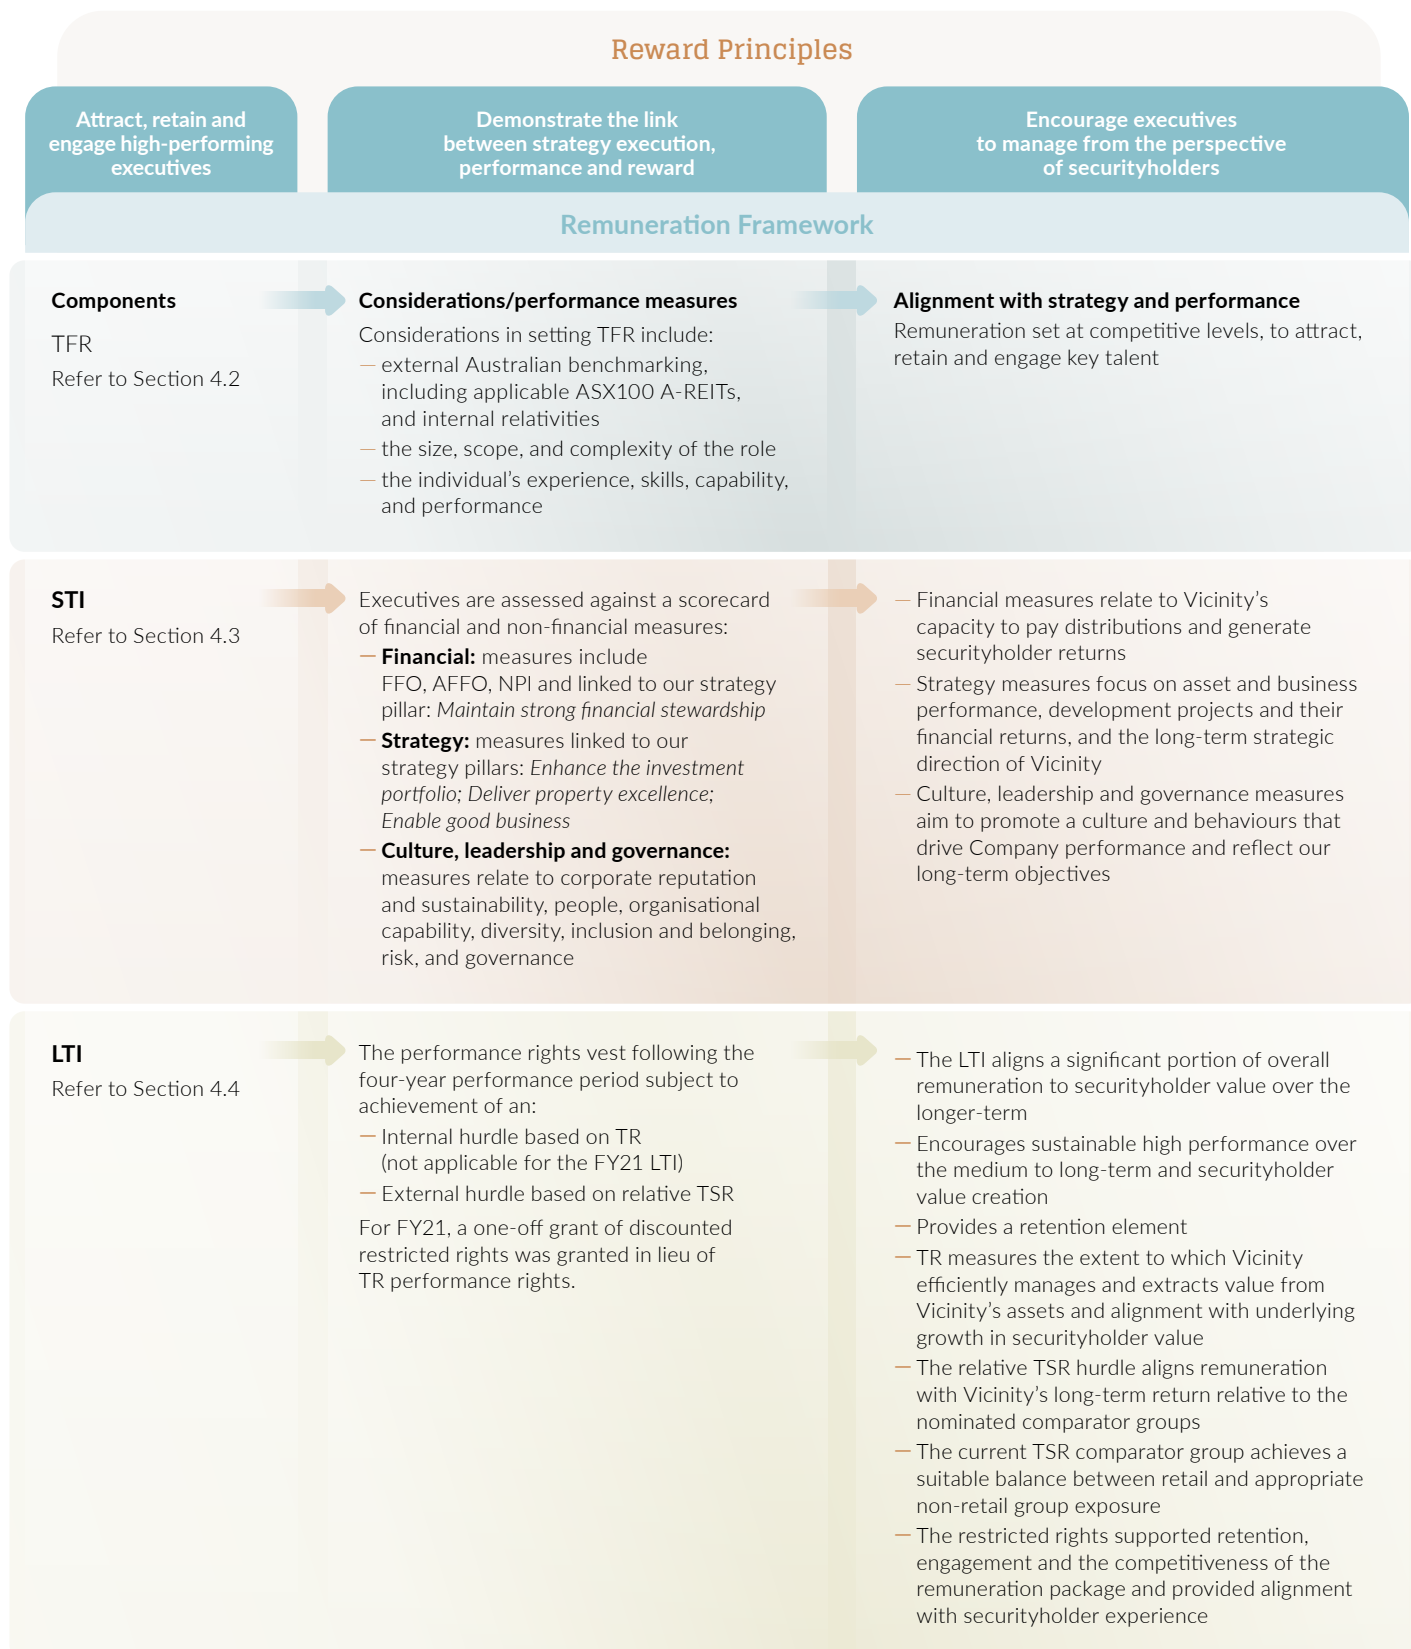 Reward Principles
Attract, retain and
engage high-performing
executives
Demonstrate the link
between strategy execution,
performance and reward
Encourage executives
to manage from the perspective
of securityholders
Remuneration Framework
Components
TFR
Refer to Section 4.2
Considerations/performance measures
Considerations in setting TFR include:
— external Australian benchmarking,
including applicable ASX100 A-REITs,
and internal relativities
— the size, scope, and complexity of the role
— the individual’s experience, skills, capability,
and performance
Alignment with strategy and performance
Remuneration set at competitive levels, to attract,
retain and engage key talent
STI
Refer to Section 4.3
Executives are assessed against a scorecard
of financial and non-financial measures:
— Financial: measures include
FFO, AFFO, NPI and linked to our strategy
pillar: Maintain strong financial stewardship
— Strategy: measures linked to our
strategy pillars: Enhance the investment
portfolio; Deliver property excellence;
Enable good business
— Culture, leadership and governance:
measures relate to corporate reputation
and sustainability, people, organisational
capability, diversity, inclusion and belonging,
risk, and governance
— Financial measures relate to Vicinity’s
capacity to pay distributions and generate
securityholder returns
— Strategy measures focus on asset and business
performance, development projects and their
financial returns, and the long-term strategic
direction of Vicinity
— Culture, leadership and governance measures
aim to promote a culture and behaviours that
drive Company performance and reflect our
long-term objectives
LTI
Refer to Section 4.4
The performance rights vest following the
four-year performance period subject to
achievement of an:
— Internal hurdle based on TR
(not applicable for the FY21 LTI)
— External hurdle based on relative TSR
For FY21, a one-off grant of discounted
restricted rights was granted in lieu of
TR performance rights.
— The LTI aligns a significant portion of overall
remuneration to securityholder value over the
longer-term
— Encourages sustainable high performance over
the medium to long-term and securityholder
value creation
— Provides a retention element
— TR measures the extent to which Vicinity
efficiently manages and extracts value from
Vicinity’s assets and alignment with underlying
growth in securityholder value
— The relative TSR hurdle aligns remuneration
with Vicinity’s long-term return relative to the
nominated comparator groups
— The current TSR comparator group achieves a
suitable balance between retail and appropriate
non-retail group exposure
— The restricted rights supported retention,
engagement and the competitiveness of the
remuneration package and provided alignment
with securityholder experience